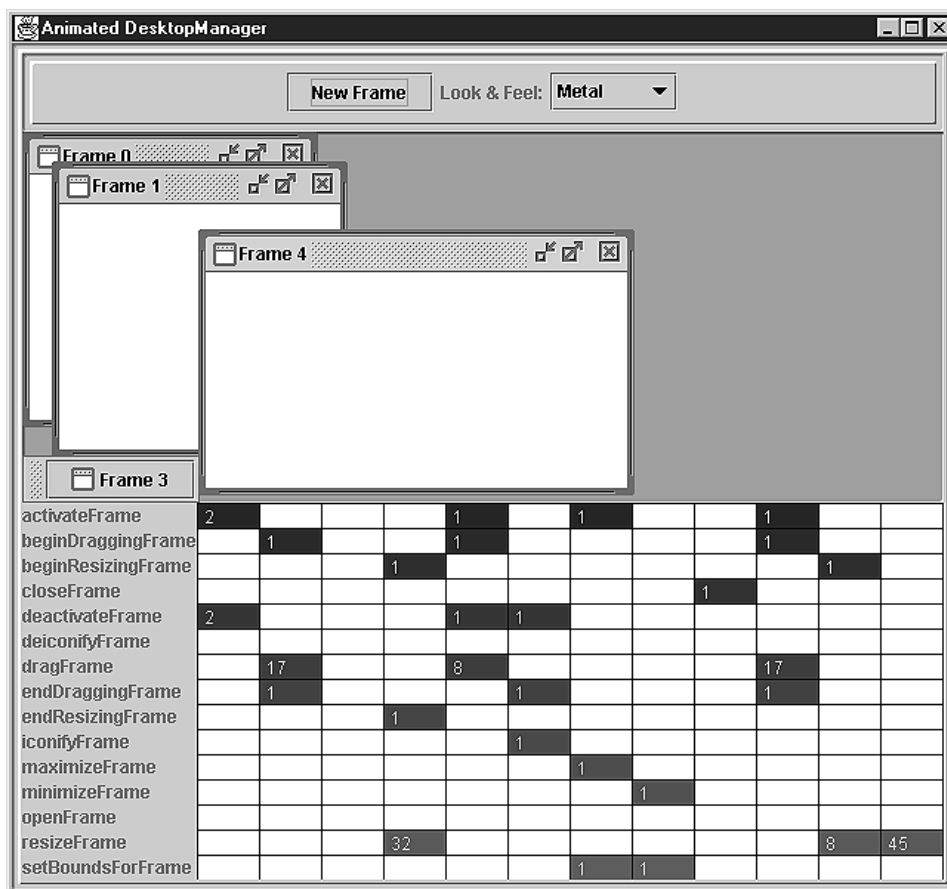 Animated DesktopManager
New Frame Look & Feel: Metal
Frame 0
Frame 1
Frame 4
Frame 3
activateFrame 2 1 1 1
beginDraggingFrame 1 1 1
beginResizingFrame 1 1
closeFrame 1
deactivateFrame 2 1 1
deiconifyFrame
dragFrame 17 8 17
endDraggingFrame 1 1 1
endResizingFrame 1
iconifyFrame 1
maximizeFrame 1
minimizeFrame 1
openFrame
resizeFrame 32 8 45
setBoundsForFrame 1 1